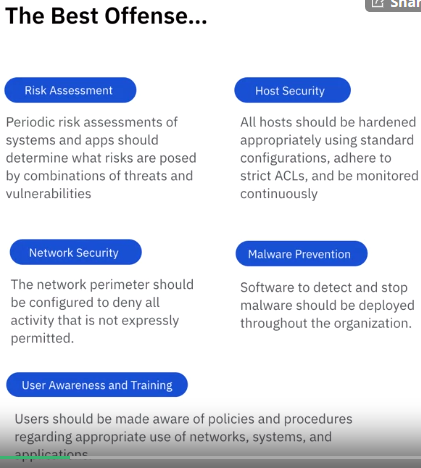 Shar
The Best Offense...
Risk Assessment
Periodic risk assessments of
systems and apps should
determine what risks are posed
by combinations of threats and
vulnerabilities
Host Security
All hosts should be hardened
appropriately using standard
configurations, adhere to
strict ACLs, and be monitored
continuously
Network Security
The network perimeter should
be configured to deny all
activity that is not expressly
permitted.
Malware Prevention
Software to detect and stop
malware should be deployed
throughout the organization.
User Awareness and Training
Users should be made aware of policies and procedures
regarding appropriate use of networks, systems, and
applications